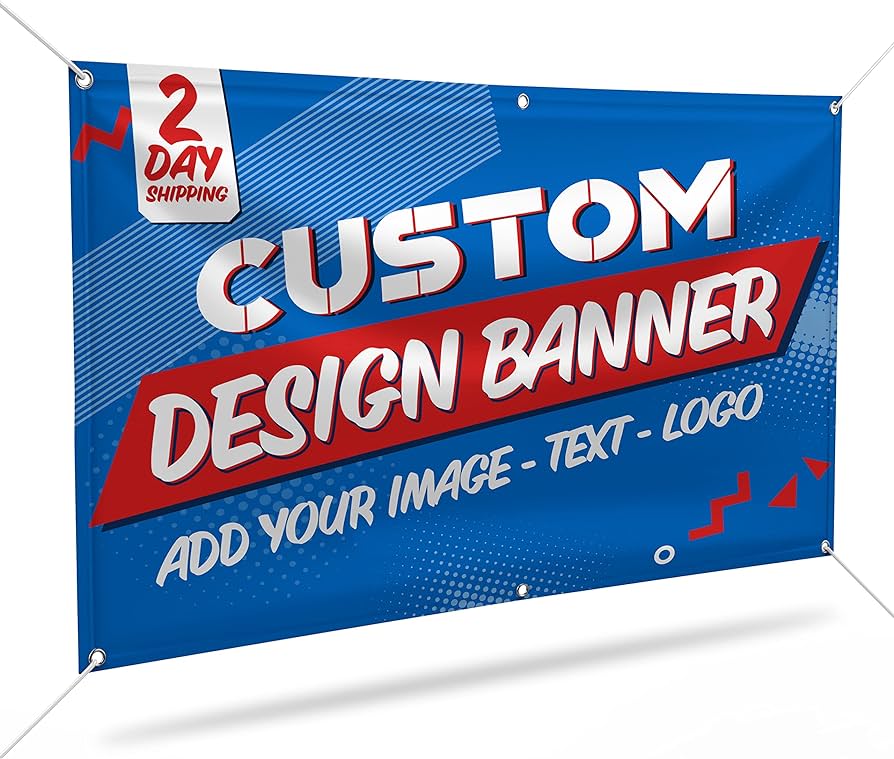 2
DAY
SHIPPING
CUSTOM
DESIGN BANNER
ADD YOUR IMAGE - TEXT - LOGO